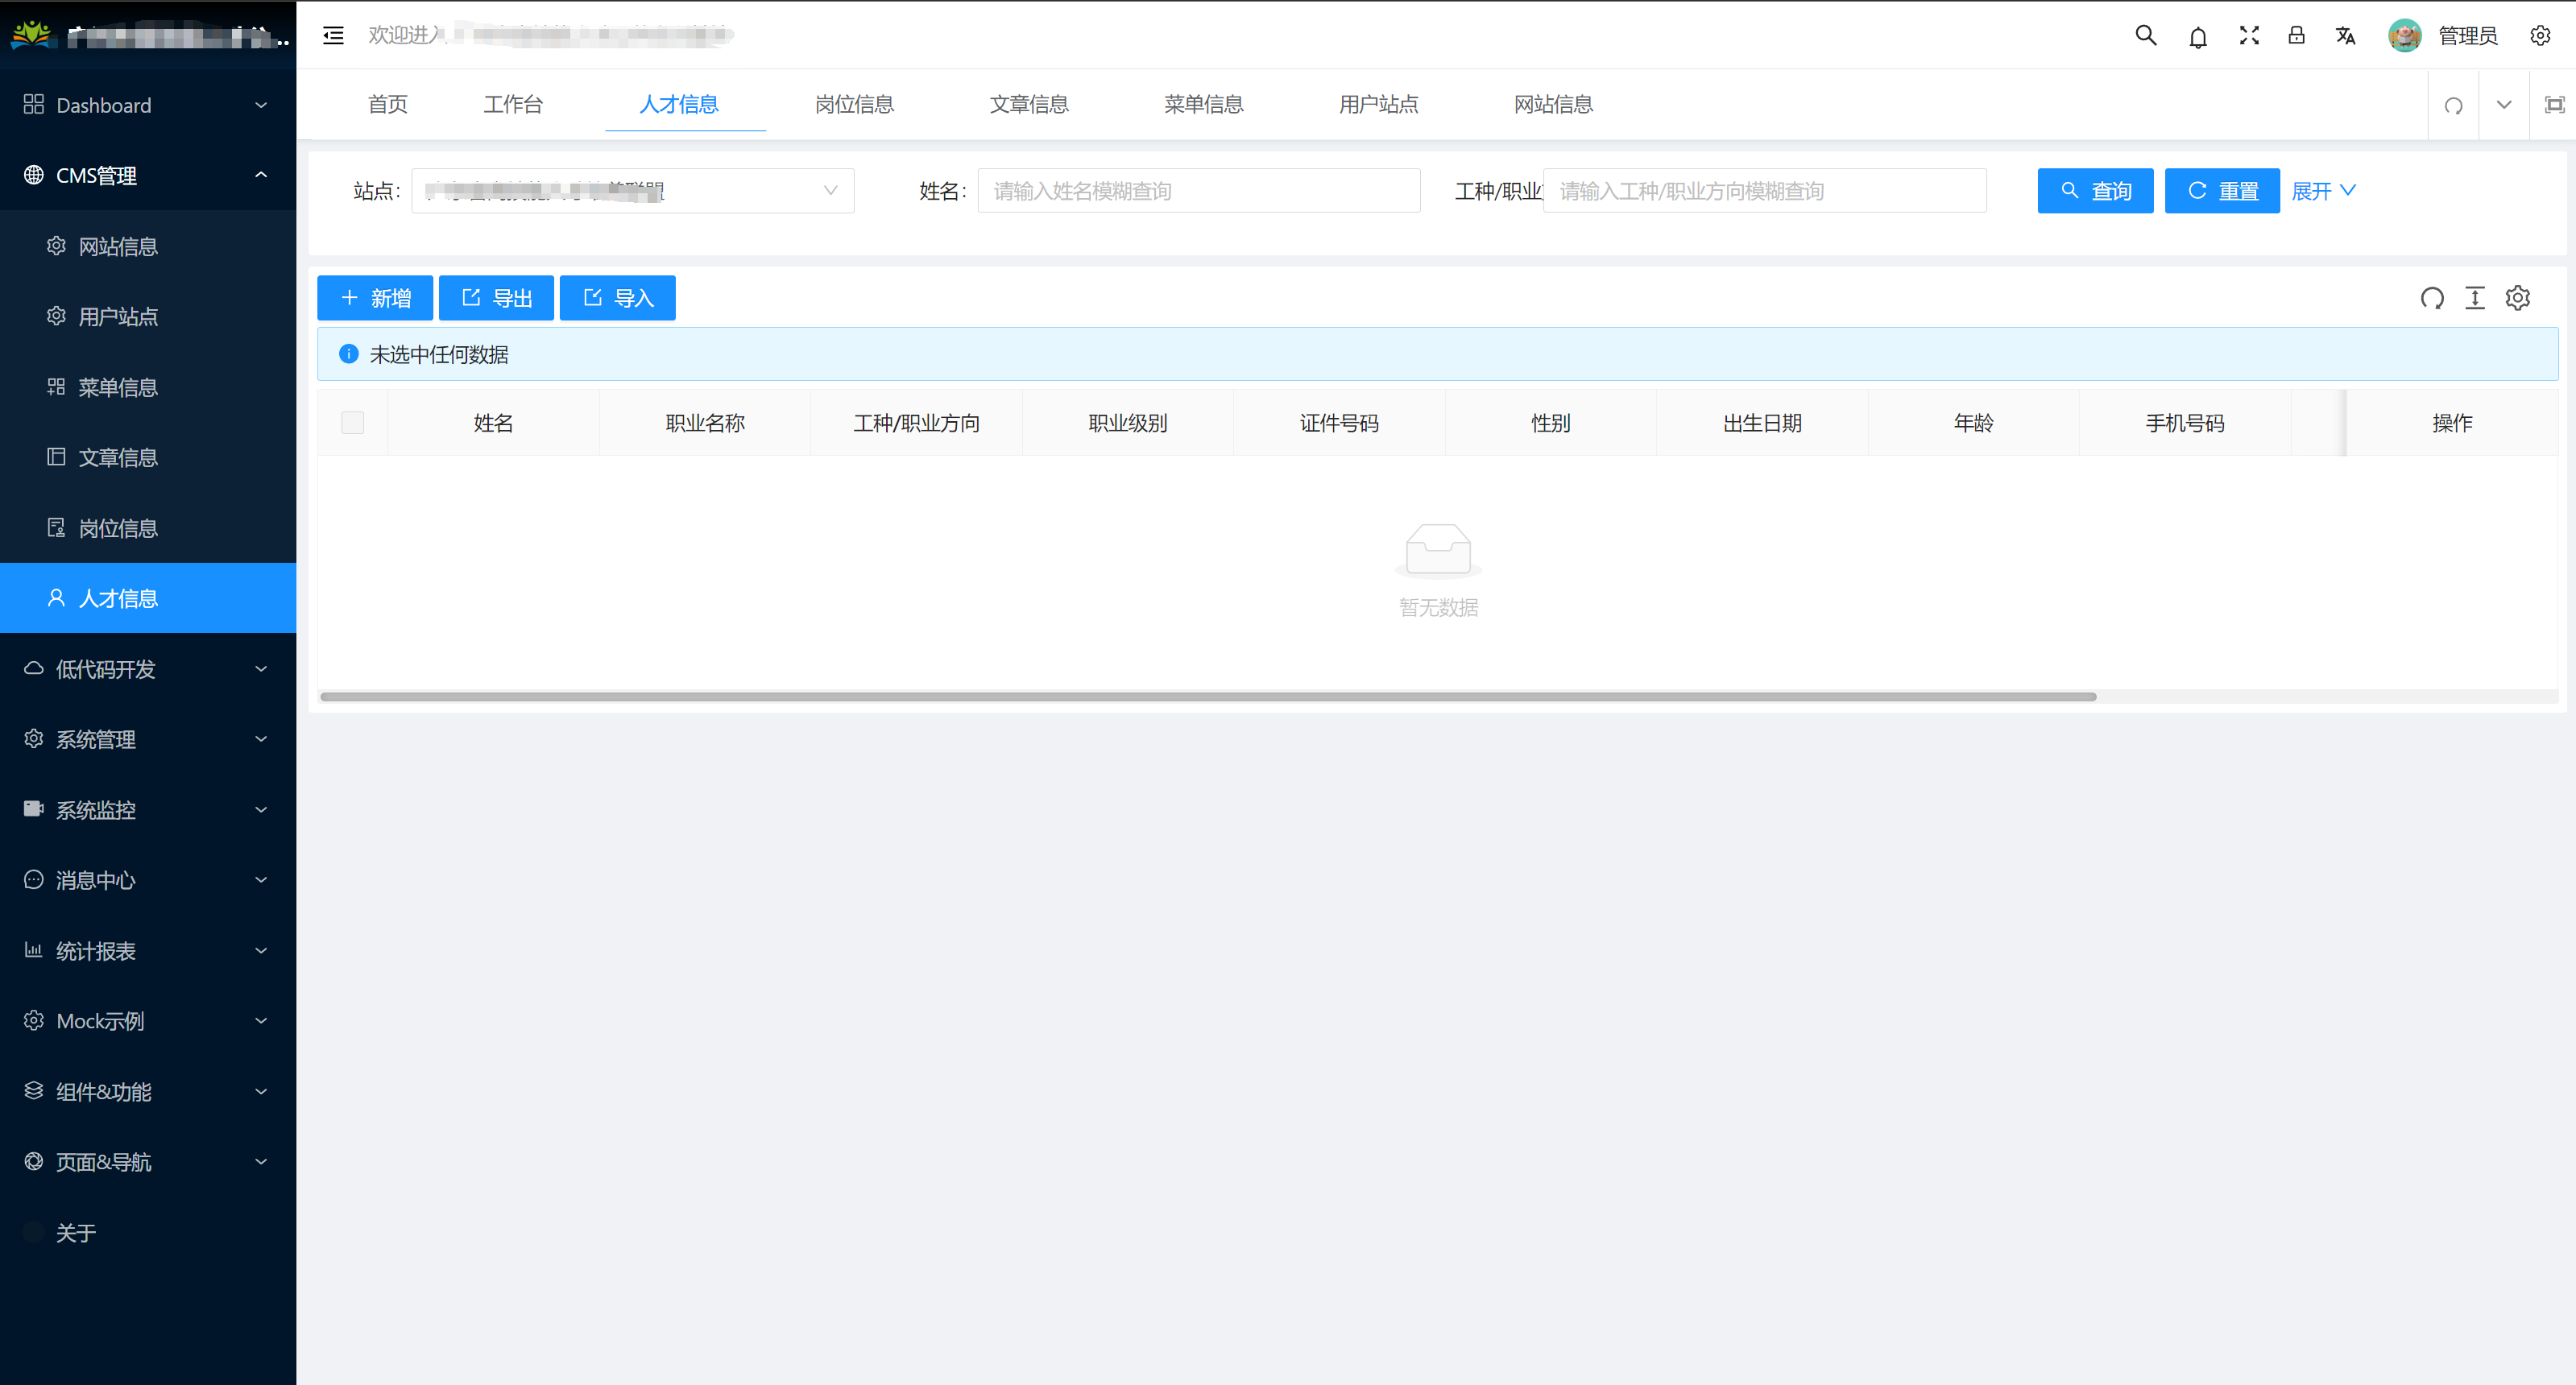 欢迎进入
管理员
Dashboard
CMS管理
网站信息
用户站点
菜单信息
文章信息
岗位信息
人才信息
低代码开发
系统管理
系统监控
消息中心
统计报表
Mock示例
组件&功能
页面&导航
关于
首页 工作台 人才信息 岗位信息 文章信息 菜单信息 用户站点 网站信息
站点: 姓名: 请输入姓名模糊查询 工种/职业 请输入工种/职业方向模糊查询 查询 重置 展开
新增 导出 导入
未选中任何数据
姓名 职业名称 工种/职业方向 职业级别 证件号码 性别 出生日期 年龄 手机号码 操作
暂无数据